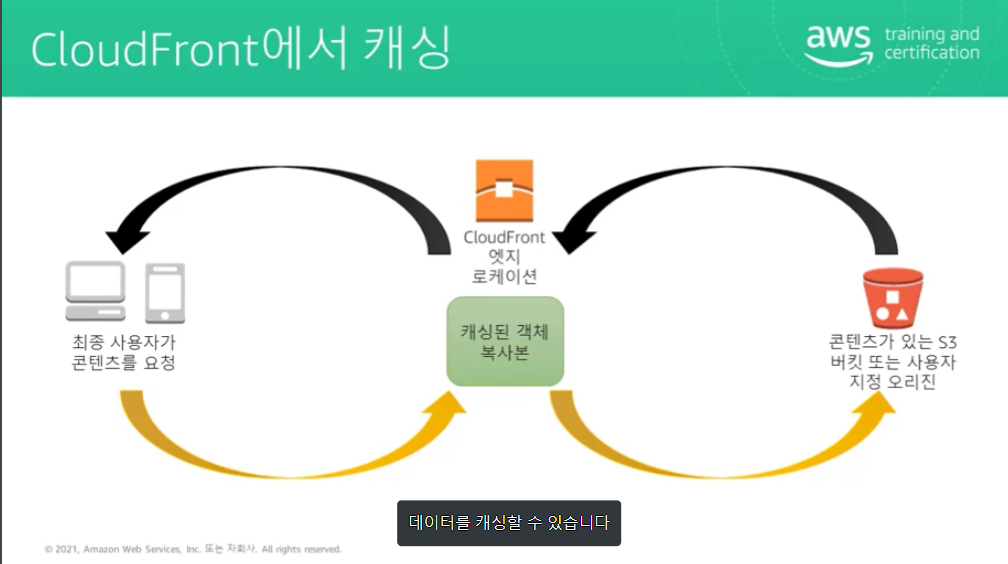 CloudFront에서 캐싱
aws
training and
certification
CloudFront
엣지
로케이션
최종 사용자가
콘텐츠를 요청
캐싱된 객체
복사본
콘텐츠가 있는 S3
버킷 또는 사용자
지정 오리진
데이터를 캐싱할 수 있습니다
© 2021, Amazon Web Services, Inc. 또는 자회사. All rights reserved.